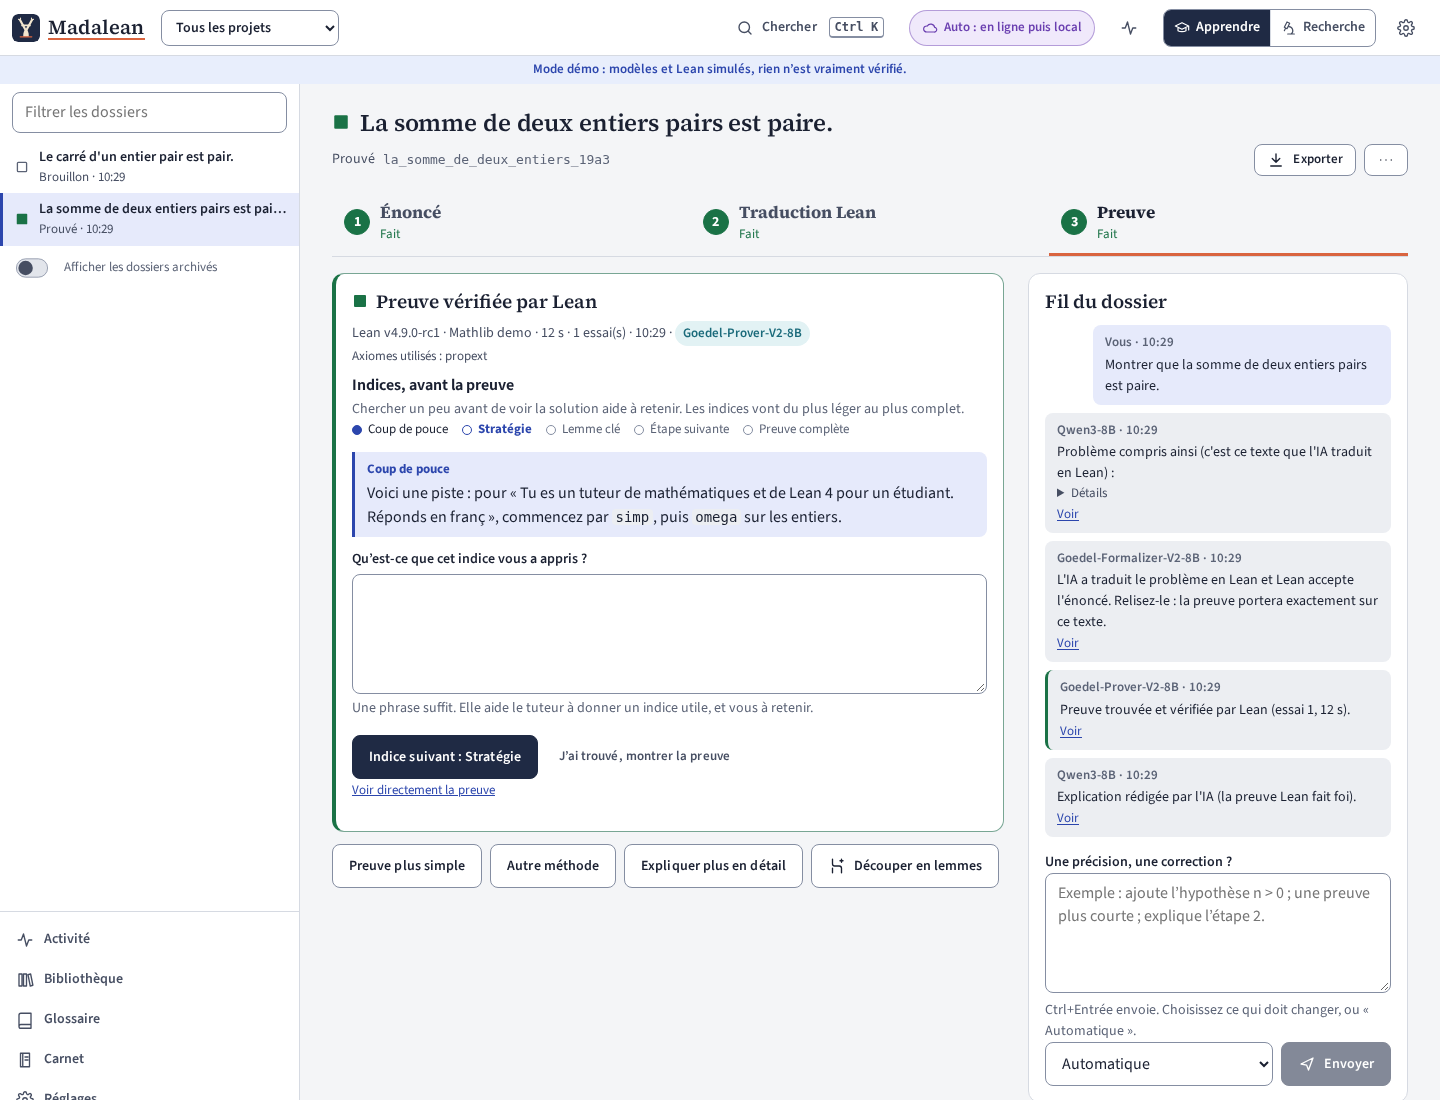 Madalean
Tous les projets
Chercher
Ctrl K
Auto : en ligne puis local
Apprendre
Recherche
Mode démo : modèles et Lean simulés, rien n’est vraiment vérifié.
Filtrer les dossiers
Le carré d'un entier pair est pair.
Brouillon · 10:29
La somme de deux entiers pairs est pai…
Prouvé · 10:29
Afficher les dossiers archivés
Activité
Bibliothèque
Glossaire
Carnet
Réglages
La somme de deux entiers pairs est paire.
Prouvé la_somme_de_deux_entiers_19a3
Exporter
···
1
Énoncé
Fait
2
Traduction Lean
Fait
3
Preuve
Fait
Preuve vérifiée par Lean
Lean v4.9.0-rc1 · Mathlib demo · 12 s · 1 essai(s) · 10:29 · Goedel-Prover-V2-8B
Axiomes utilisés : propext
Indices, avant la preuve
Chercher un peu avant de voir la solution aide à retenir. Les indices vont du plus léger au plus complet.
Coup de pouce
Stratégie
Lemme clé
Étape suivante
Preuve complète
Coup de pouce
Voici une piste : pour « Tu es un tuteur de mathématiques et de Lean 4 pour un étudiant.
Réponds en franç », commencez par simp, puis omega sur les entiers.
Qu’est-ce que cet indice vous a appris ?
Une phrase suffit. Elle aide le tuteur à donner un indice utile, et vous à retenir.
Indice suivant : Stratégie
J’ai trouvé, montrer la preuve
Voir directement la preuve
Preuve plus simple
Autre méthode
Expliquer plus en détail
Découper en lemmes
Fil du dossier
Vous · 10:29
Montrer que la somme de deux entiers pairs
est paire.
Qwen3-8B · 10:29
Problème compris ainsi (c'est ce texte que l'IA traduit
en Lean) :
Détails
Voir
Goedel-Formalizer-V2-8B · 10:29
L'IA a traduit le problème en Lean et Lean accepte
l'énoncé. Relisez-le : la preuve portera exactement sur
ce texte.
Voir
Goedel-Prover-V2-8B · 10:29
Preuve trouvée et vérifiée par Lean (essai 1, 12 s).
Voir
Qwen3-8B · 10:29
Explication rédigée par l'IA (la preuve Lean fait foi).
Voir
Une précision, une correction ?
Exemple : ajoute l’hypothèse n > 0 ; une preuve
plus courte ; explique l’étape 2.
Ctrl+Entrée envoie. Choisissez ce qui doit changer, ou «
Automatique ».
Automatique
Envoyer